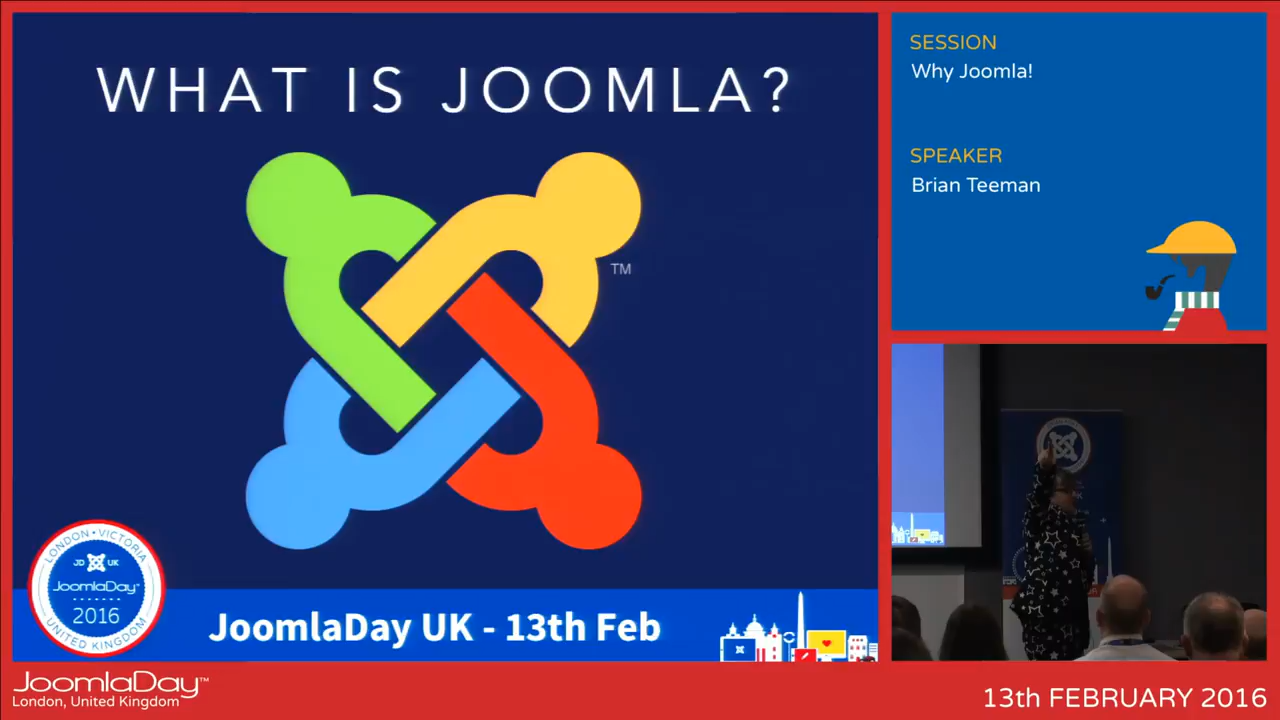 WHAT IS JOOMLA?
TM
LONDON • VICTORIA
JD UK
JoomlaDay™
2016
UNITED KINGDOM
JoomlaDay UK - 13th Feb
SESSION
Why Joomla!
SPEAKER
Brian Teeman
JoomlaDay™
London, United Kingdom
13th FEBRUARY 2016